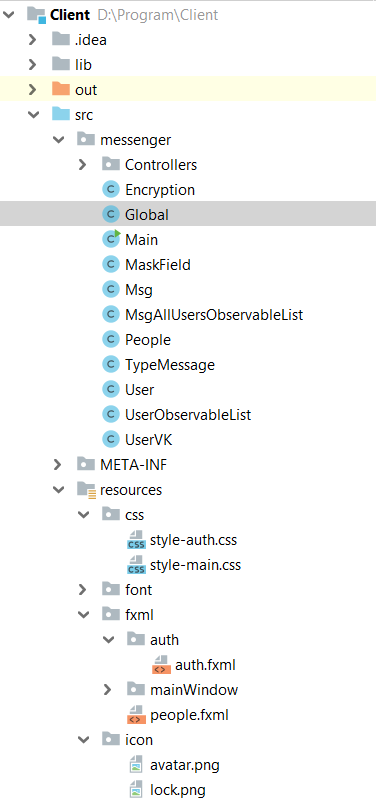 Client D:\Program\Client
.idea
lib
out
src
messenger
Controllers
Encryption
Global
Main
MaskField
Msg
MsgAllUsersObservableList
People
TypeMessage
User
UserObservableList
UserVK
META-INF
resources
css
style-auth.css
style-main.css
font
fxml
auth
auth.fxml
mainWindow
people.fxml
icon
avatar.png
lock.png